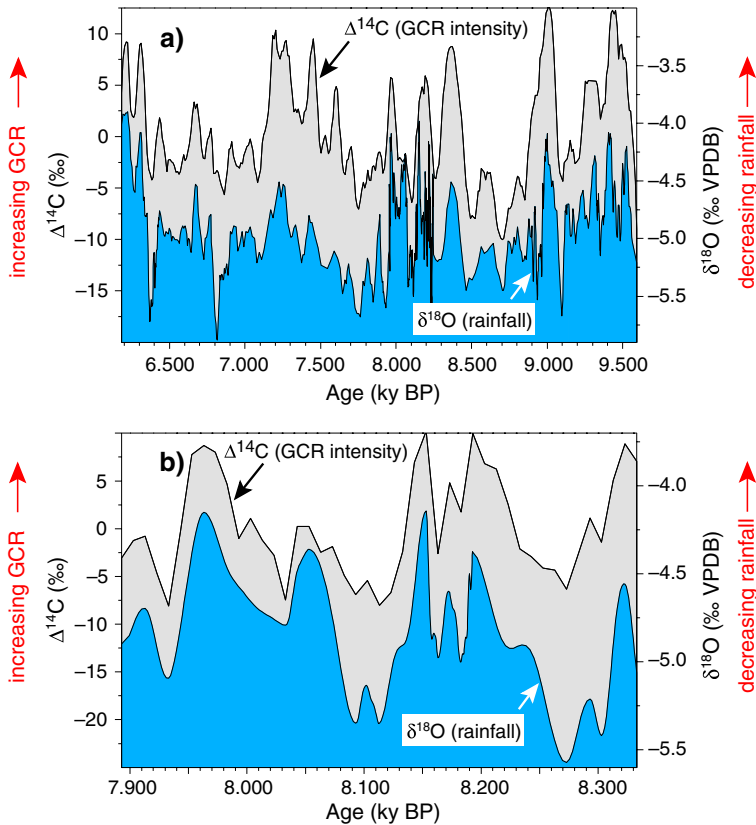 a)
Δ¹⁴C (GCR intensity)
increasing GCR
Δ¹⁴C (‰)
10
5
0
−5
−10
−15
−3.5
−4.0
−4.5
−5.0
−5.5
δ¹⁸O (‰ VPDB)
decreasing rainfall
δ¹⁸O (rainfall)
6.500 7.000 7.500 8.000 8.500 9.000 9.500
Age (ky BP)
b)
Δ¹⁴C (GCR intensity)
increasing GCR
Δ¹⁴C (‰)
5
0
−5
−10
−15
−20
−4.0
−4.5
−5.0
−5.5
δ¹⁸O (‰ VPDB)
decreasing rainfall
δ¹⁸O (rainfall)
7.900 8.000 8.100 8.200 8.300
Age (ky BP)